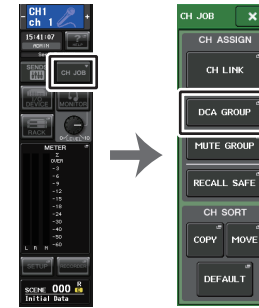 CH1
ch 1
15:41:07
ADMIN
SENDS
CH JOB
DEVICE
MONITOR
RACK
METER
OVER
-3
-6
-9
-12
-15
-18
-24
-30
-40
-50
-60
L R M
SETUP
SCENE 000 R
Initial Data
CH JOB
CH ASSIGN
CH LINK
DCA GROUP
MUTE GROUP
RECALL SAFE
CH SORT
COPY MOVE
DEFAULT